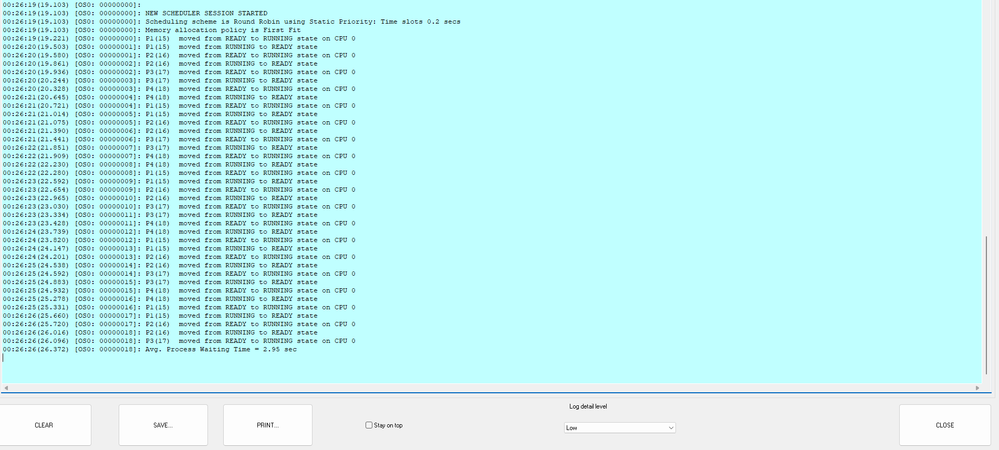 00:26:19(19.103) [OS0: 00000000]:
00:26:19(19.103) [OS0: 00000000]: NEW SCHEDULER SESSION STARTED
00:26:19(19.103) [OS0: 00000000]: Scheduling scheme is Round Robin using Static Priority: Time slots 0.2 secs
00:26:19(19.103) [OS0: 00000000]: Memory allocation policy is First Fit
00:26:19(19.221) [OS0: 00000000]: P1(15)  moved from READY to RUNNING state on CPU 0
00:26:20(19.503) [OS0: 00000001]: P1(15)  moved from RUNNING to READY state
00:26:20(19.580) [OS0: 00000001]: P2(16)  moved from READY to RUNNING state on CPU 0
00:26:20(19.861) [OS0: 00000002]: P2(16)  moved from RUNNING to READY state
00:26:20(19.936) [OS0: 00000002]: P3(17)  moved from READY to RUNNING state on CPU 0
00:26:20(20.244) [OS0: 00000003]: P3(17)  moved from RUNNING to READY state
00:26:20(20.328) [OS0: 00000003]: P4(18)  moved from READY to RUNNING state on CPU 0
00:26:21(20.645) [OS0: 00000004]: P4(18)  moved from RUNNING to READY state
00:26:21(20.721) [OS0: 00000004]: P1(15)  moved from READY to RUNNING state on CPU 0
00:26:21(21.014) [OS0: 00000005]: P1(15)  moved from RUNNING to READY state
00:26:21(21.075) [OS0: 00000005]: P2(16)  moved from READY to RUNNING state on CPU 0
00:26:21(21.390) [OS0: 00000006]: P2(16)  moved from RUNNING to READY state
00:26:21(21.441) [OS0: 00000006]: P3(17)  moved from READY to RUNNING state on CPU 0
00:26:22(21.851) [OS0: 00000007]: P3(17)  moved from RUNNING to READY state
00:26:22(21.909) [OS0: 00000007]: P4(18)  moved from READY to RUNNING state on CPU 0
00:26:22(22.230) [OS0: 00000008]: P4(18)  moved from RUNNING to READY state
00:26:22(22.280) [OS0: 00000008]: P1(15)  moved from READY to RUNNING state on CPU 0
00:26:23(22.592) [OS0: 00000009]: P1(15)  moved from RUNNING to READY state
00:26:23(22.654) [OS0: 00000009]: P2(16)  moved from READY to RUNNING state on CPU 0
00:26:23(22.965) [OS0: 00000010]: P2(16)  moved from RUNNING to READY state
00:26:23(23.030) [OS0: 00000010]: P3(17)  moved from READY to RUNNING state on CPU 0
00:26:23(23.334) [OS0: 00000011]: P3(17)  moved from RUNNING to READY state
00:26:23(23.428) [OS0: 00000011]: P4(18)  moved from READY to RUNNING state on CPU 0
00:26:24(23.739) [OS0: 00000012]: P4(18)  moved from RUNNING to READY state
00:26:24(23.820) [OS0: 00000012]: P1(15)  moved from READY to RUNNING state on CPU 0
00:26:24(24.147) [OS0: 00000013]: P1(15)  moved from RUNNING to READY state
00:26:24(24.201) [OS0: 00000013]: P2(16)  moved from READY to RUNNING state on CPU 0
00:26:25(24.538) [OS0: 00000014]: P2(16)  moved from RUNNING to READY state
00:26:25(24.592) [OS0: 00000014]: P3(17)  moved from READY to RUNNING state on CPU 0
00:26:25(24.883) [OS0: 00000015]: P3(17)  moved from RUNNING to READY state
00:26:25(24.932) [OS0: 00000015]: P4(18)  moved from READY to RUNNING state on CPU 0
00:26:25(25.278) [OS0: 00000016]: P4(18)  moved from RUNNING to READY state
00:26:25(25.331) [OS0: 00000016]: P1(15)  moved from READY to RUNNING state on CPU 0
00:26:26(25.660) [OS0: 00000017]: P1(15)  moved from RUNNING to READY state
00:26:26(25.720) [OS0: 00000017]: P2(16)  moved from READY to RUNNING state on CPU 0
00:26:26(26.016) [OS0: 00000018]: P2(16)  moved from RUNNING to READY state
00:26:26(26.096) [OS0: 00000018]: P3(17)  moved from READY to RUNNING state on CPU 0
00:26:26(26.372) [OS0: 00000018]: Avg. Process Waiting Time = 2.95 sec
Log detail level
CLEAR SAVE... PRINT... Stay on top Low CLOSE